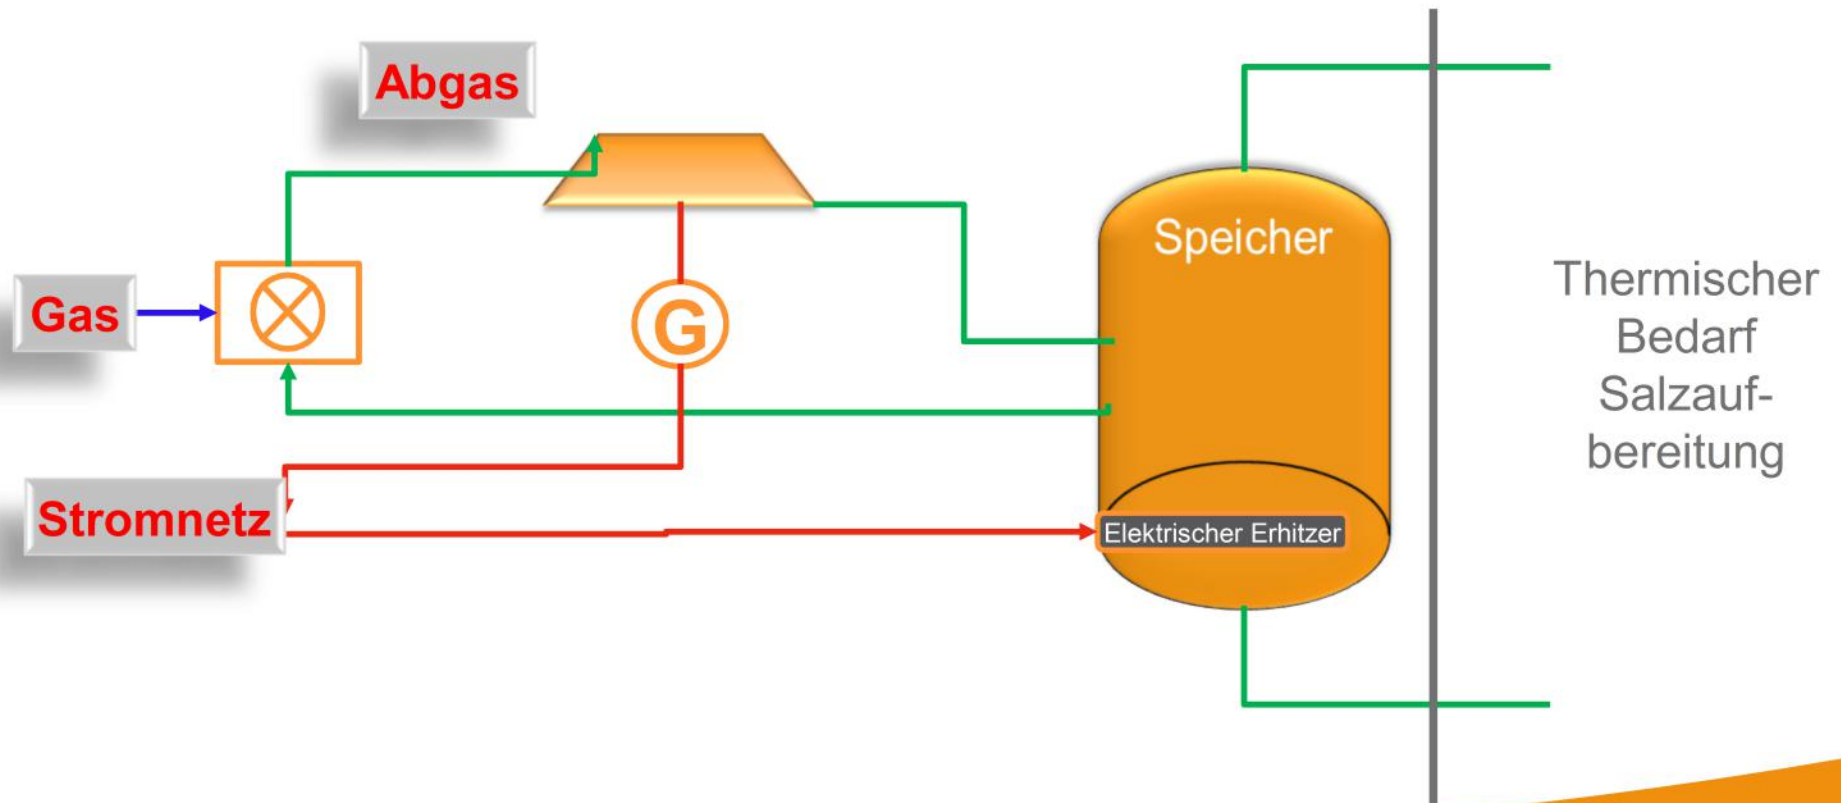 Abgas
Gas
G
Stromnetz
Speicher
Elektrischer Erhitzer
Thermischer
Bedarf
Salzauf-
bereitung